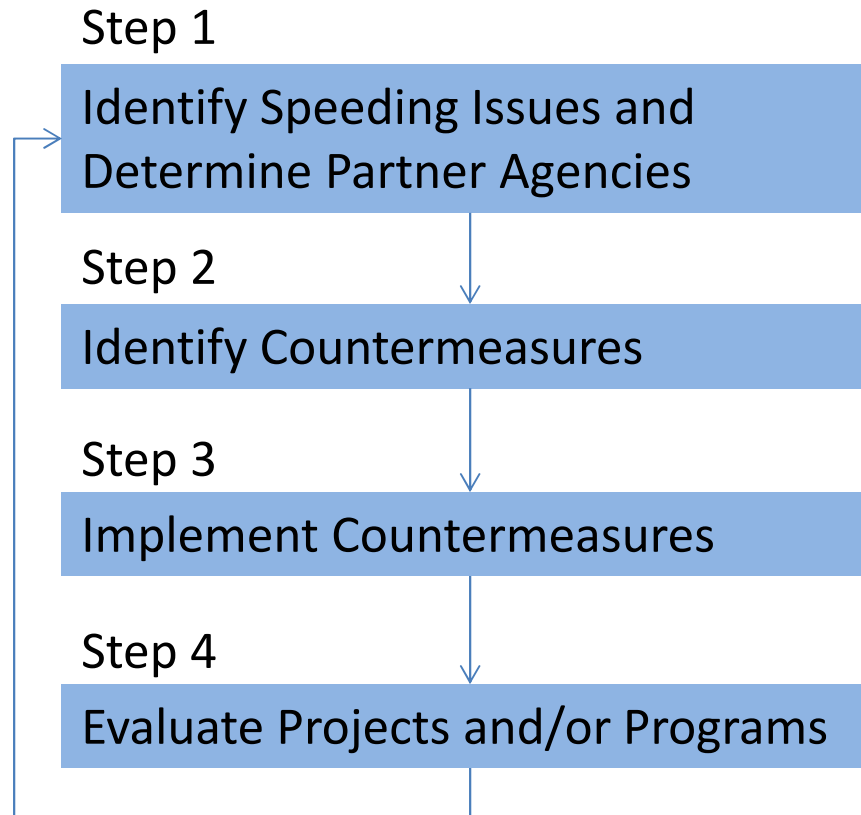 Step 1
Identify Speeding Issues and
Determine Partner Agencies
Step 2
Identify Countermeasures
Step 3
Implement Countermeasures
Step 4
Evaluate Projects and/or Programs